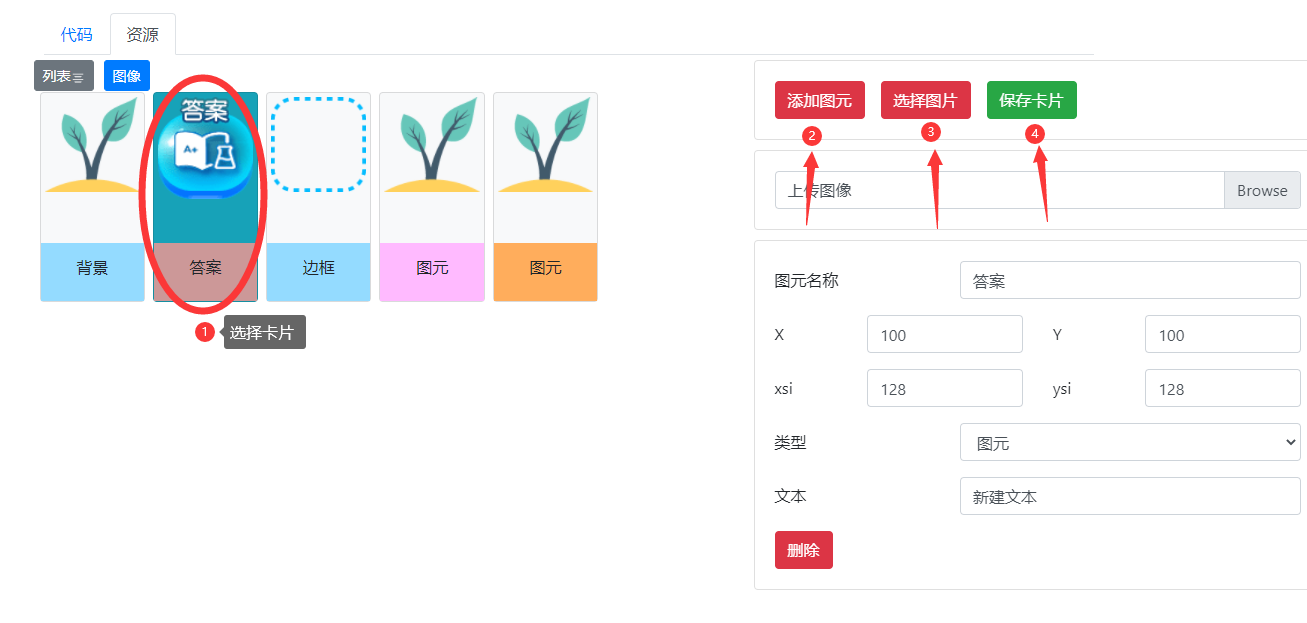 代码 资源
列表 图像
答案
A+
背景 答案 边框 图元 图元
1 选择卡片
添加图元 选择图片 保存卡片
2 3 4
上传图像 Browse
图元名称 答案
X 100 Y 100
xsi 128 ysi 128
类型 图元
文本 新建文本
删除